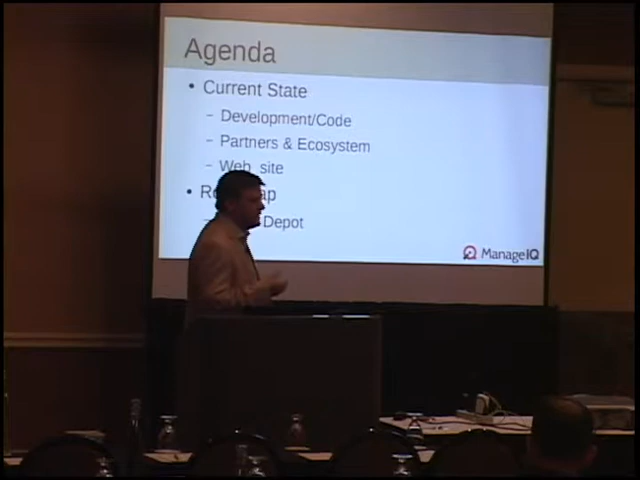 Agenda
• Current State
– Development/Code
– Partners & Ecosystem
– Web site
•
– Depot
ManageIQ